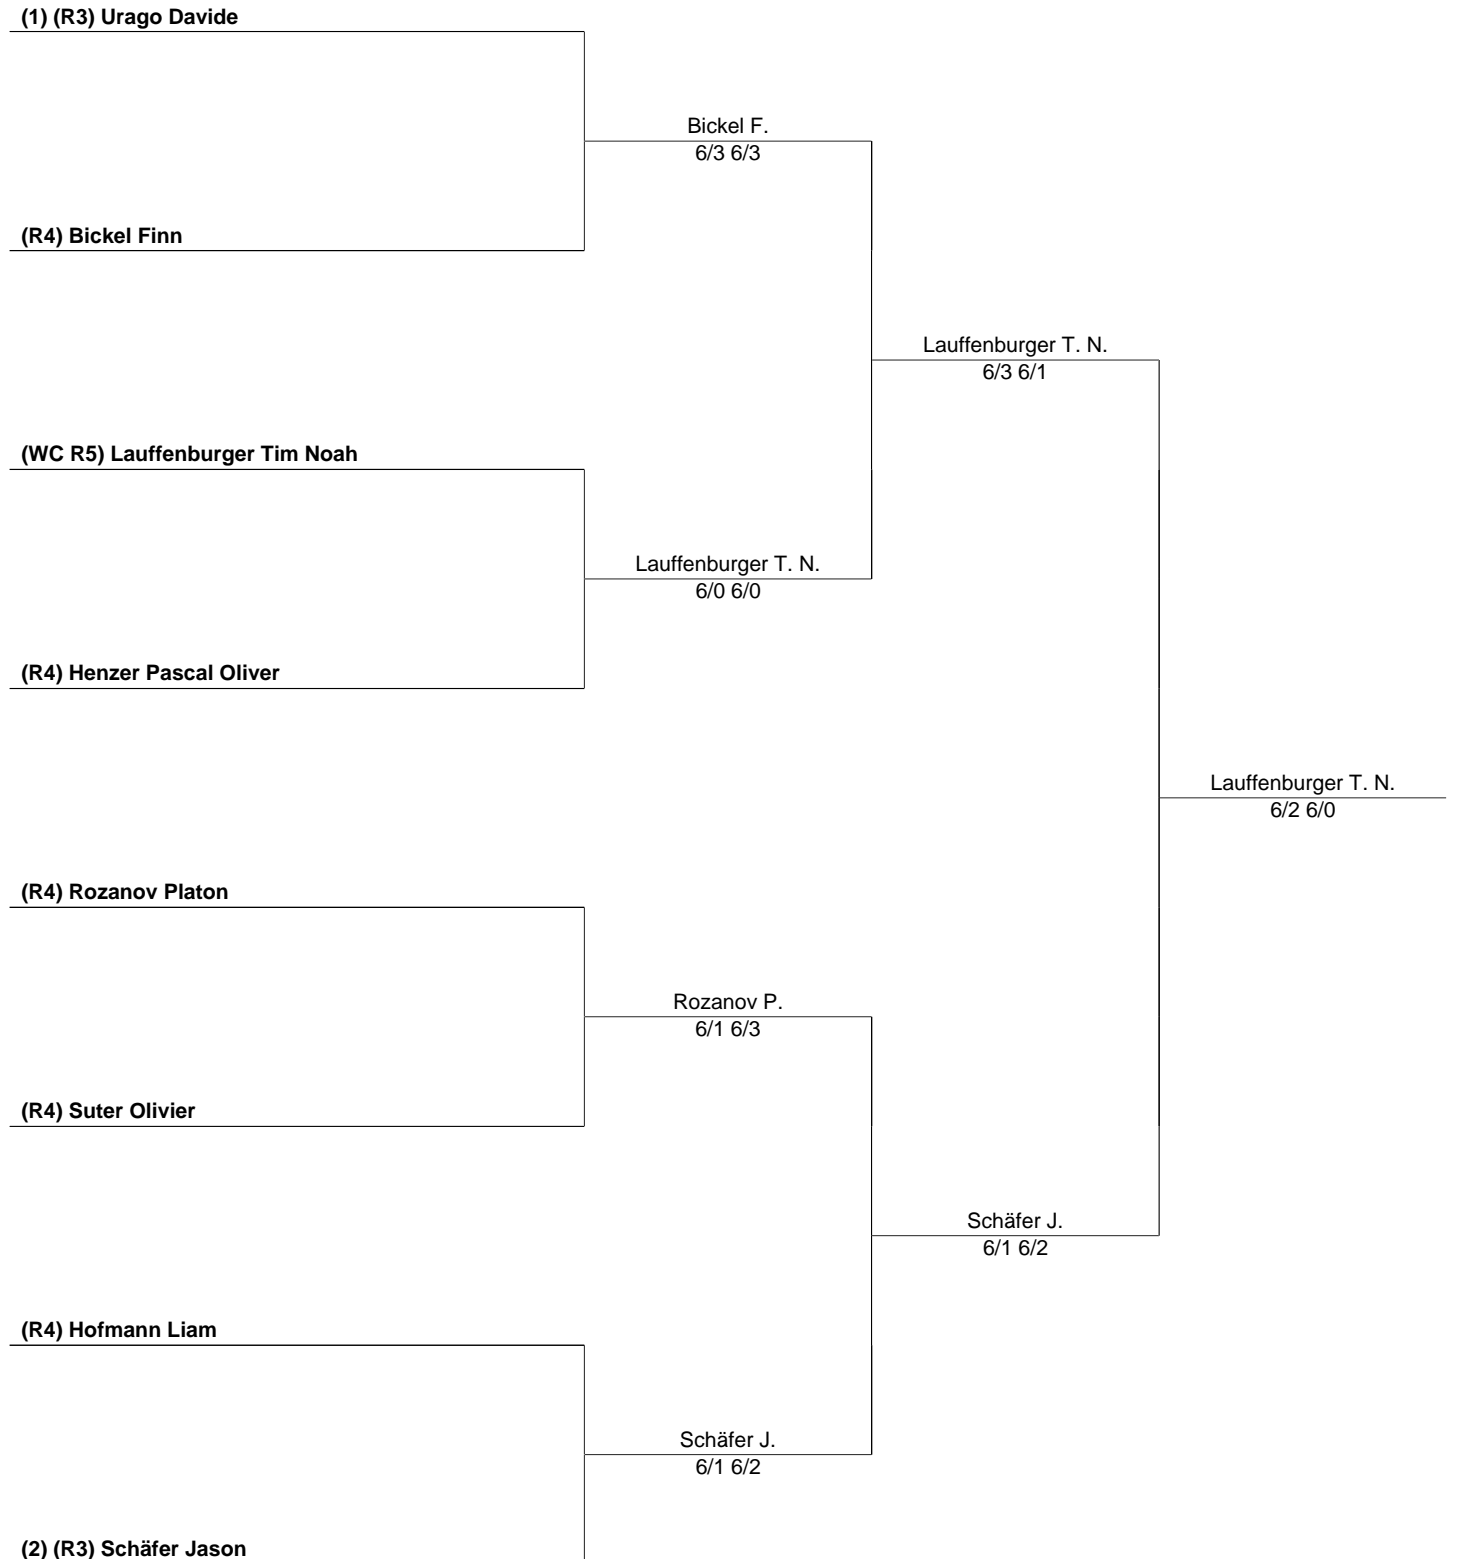 (1) (R3) Urago Davide
Bickel F.
6/3 6/3
(R4) Bickel Finn
Lauffenburger T. N.
6/3 6/1
(WC R5) Lauffenburger Tim Noah
Lauffenburger T. N.
6/0 6/0
(R4) Henzer Pascal Oliver
Lauffenburger T. N.
6/2 6/0
(R4) Rozanov Platon
Rozanov P.
6/1 6/3
(R4) Suter Olivier
Schäfer J.
6/1 6/2
(R4) Hofmann Liam
Schäfer J.
6/1 6/2
(2) (R3) Schäfer Jason